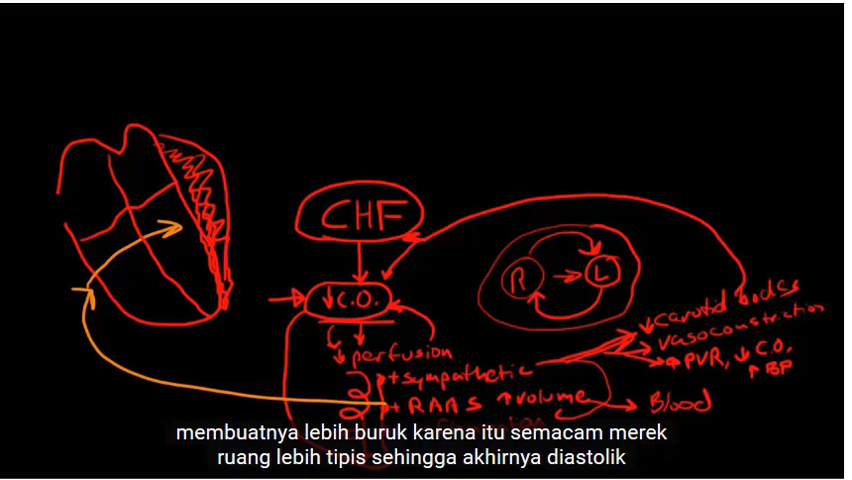 CHF
↓ C.O.
R → L
↓ perfusion
+ sympathetic
+ RAAS ↑ volume
↓ carotid bodies
vasoconstriction
↑ PVR, ↓ C.O.
↑ BP
Blood
membuatnya lebih buruk karena itu semacam merek
ruang lebih tipis sehingga akhirnya diastolik